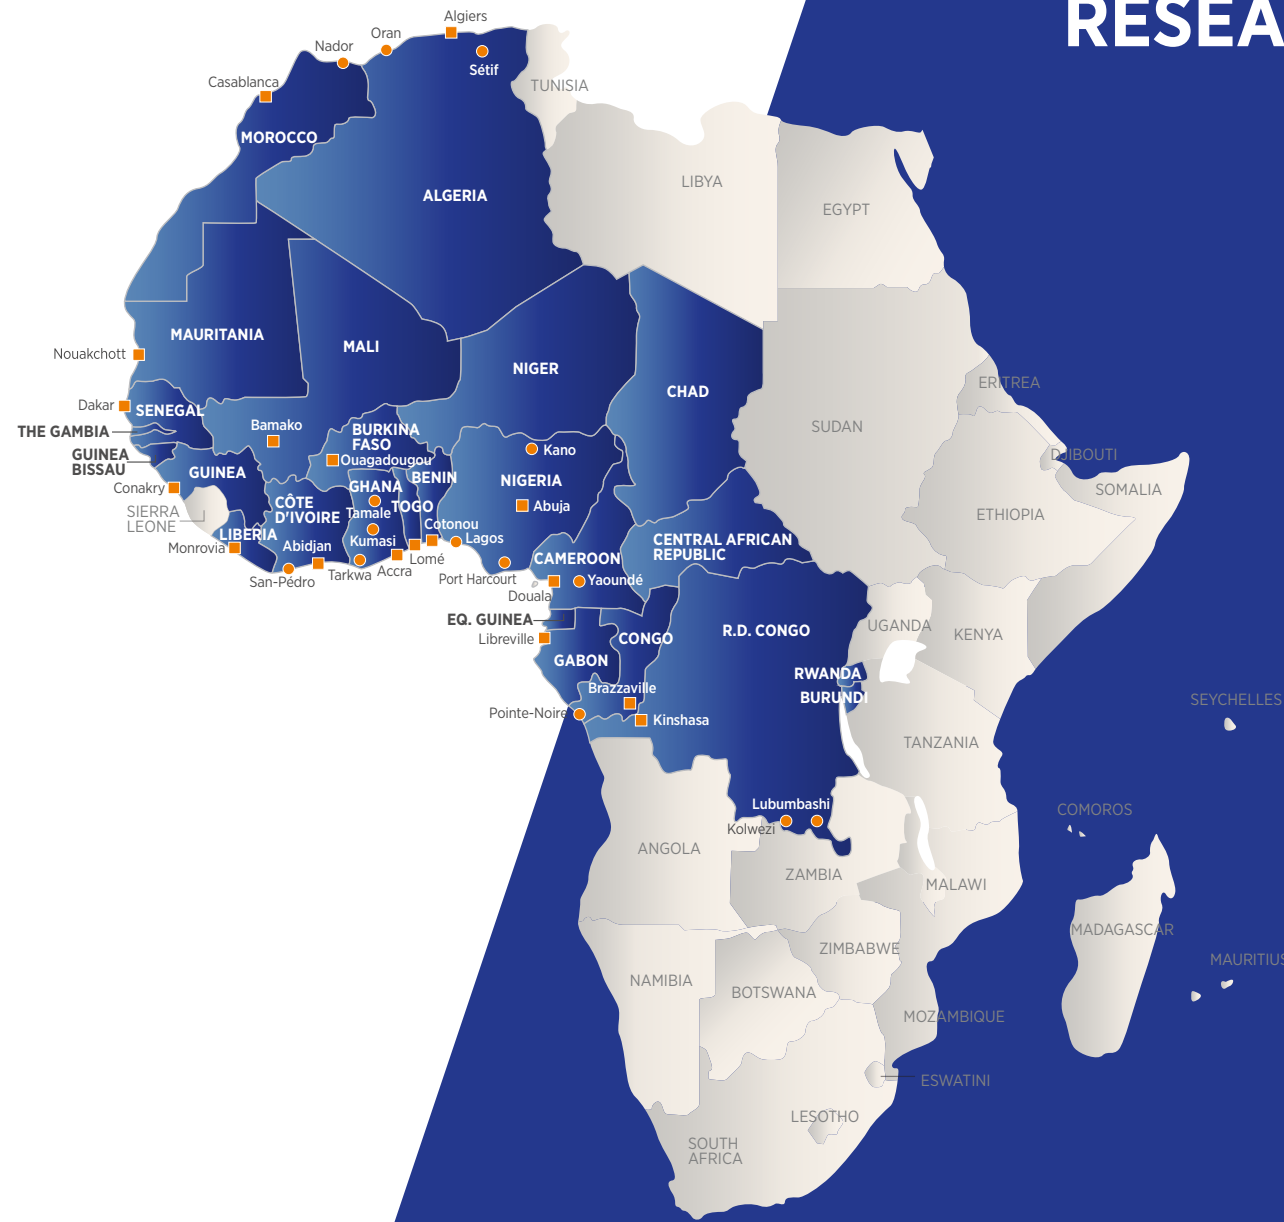 RESEA
Algiers
Oran
Nador
Sétif
Casablanca
TUNISIA
MOROCCO
ALGERIA
LIBYA
EGYPT
MAURITANIA
MALI
Nouakchott
NIGER
CHAD
ERITREA
Dakar
SENEGAL
SUDAN
THE GAMBIA
Bamako
BURKINA
FASO
Kano
DJIBOUTI
GUINEA
BISSAU
Ouagadougou
GUINEA
BENIN
NIGERIA
Conakry
GHANA
SOMALIA
CÔTE
D'IVOIRE
TOGO
Abuja
SIERRA
LEONE
Tamale
ETHIOPIA
LIBERIA
Cotonou
Monrovia
Abidjan
Kumasi
Lagos
CENTRAL AFRICAN
REPUBLIC
Lomé
CAMEROON
San-Pédro
Tarkwa
Accra
Port Harcourt
Yaoundé
Douala
EQ. GUINEA
UGANDA
KENYA
Libreville
CONGO
R.D. CONGO
GABON
RWANDA
Brazzaville
BURUNDI
SEYCHELLES
Pointe-Noire
Kinshasa
TANZANIA
Lubumbashi
COMOROS
Kolwezi
ANGOLA
ZAMBIA
MALAWI
MADAGASCAR
ZIMBABWE
MAURITIUS
NAMIBIA
BOTSWANA
MOZAMBIQUE
ESWATINI
LESOTHO
SOUTH
AFRICA